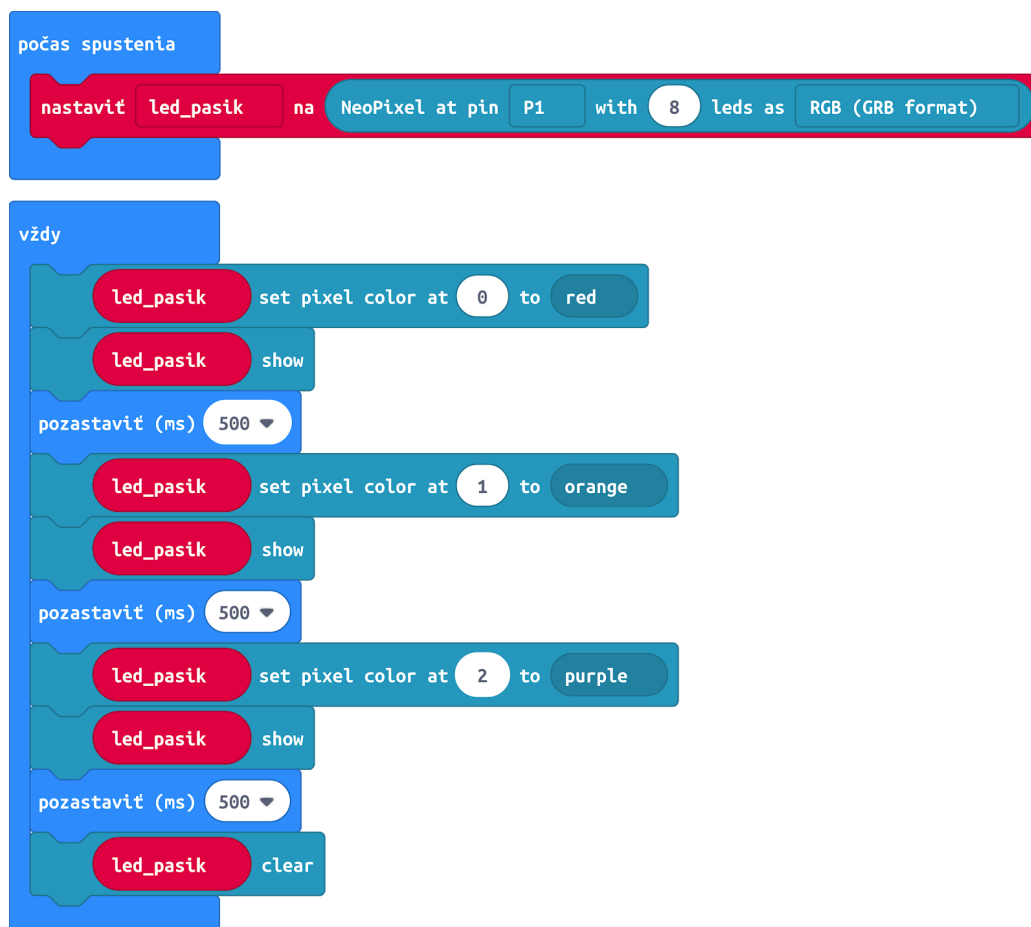 počas spustenia
nastaviť led_pasik na NeoPixel at pin P1 with 8 leds as RGB (GRB format)
vždy
led_pasik set pixel color at 0 to red
led_pasik show
pozastaviť (ms) 500
led_pasik set pixel color at 1 to orange
led_pasik show
pozastaviť (ms) 500
led_pasik set pixel color at 2 to purple
led_pasik show
pozastaviť (ms) 500
led_pasik clear